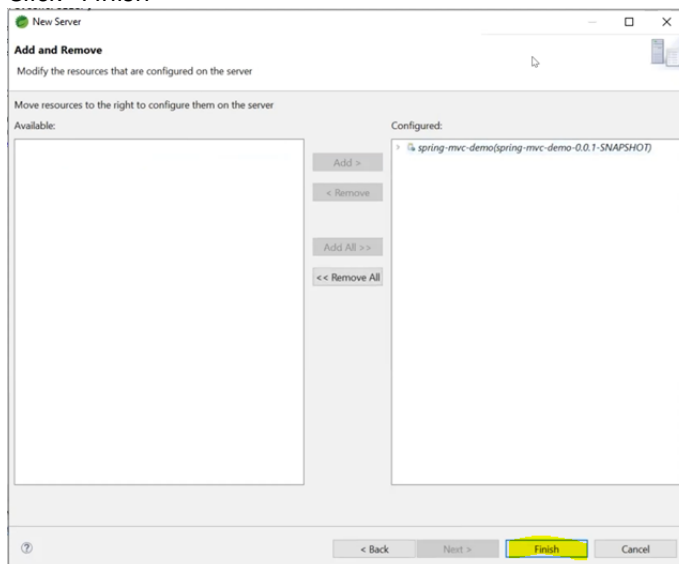 New Server
Add and Remove
Modify the resources that are configured on the server
Move resources to the right to configure them on the server
Available:
Configured:
spring-mvc-demo(spring-mvc-demo-0.0.1-SNAPSHOT)
Add >
< Remove
Add All >>
<< Remove All
< Back
Next >
Finish
Cancel